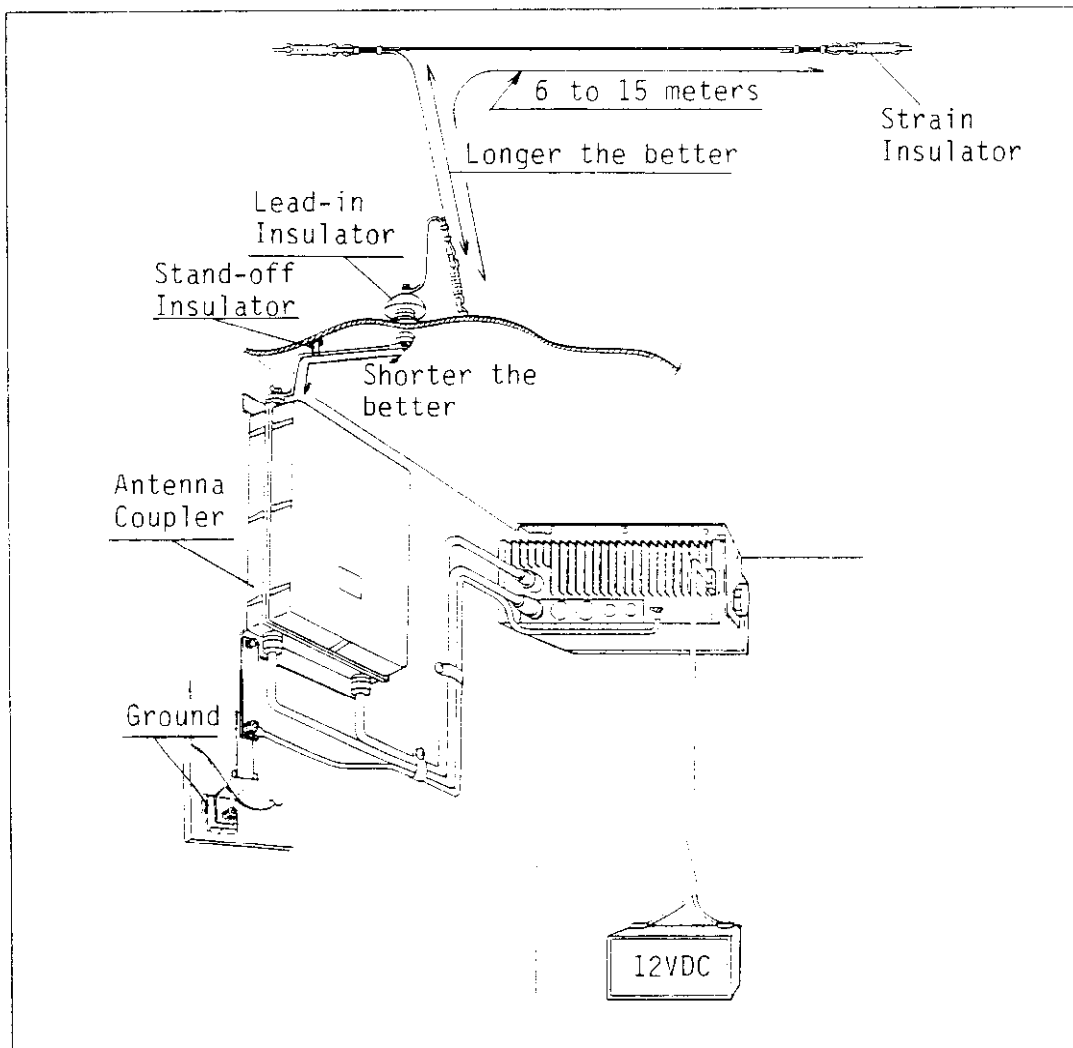 6 to 15 meters
Strain
Insulator
Longer the better
Lead-in
Insulator
Stand-off
Insulator
Shorter the
better
Antenna
Coupler
Ground
12VDC